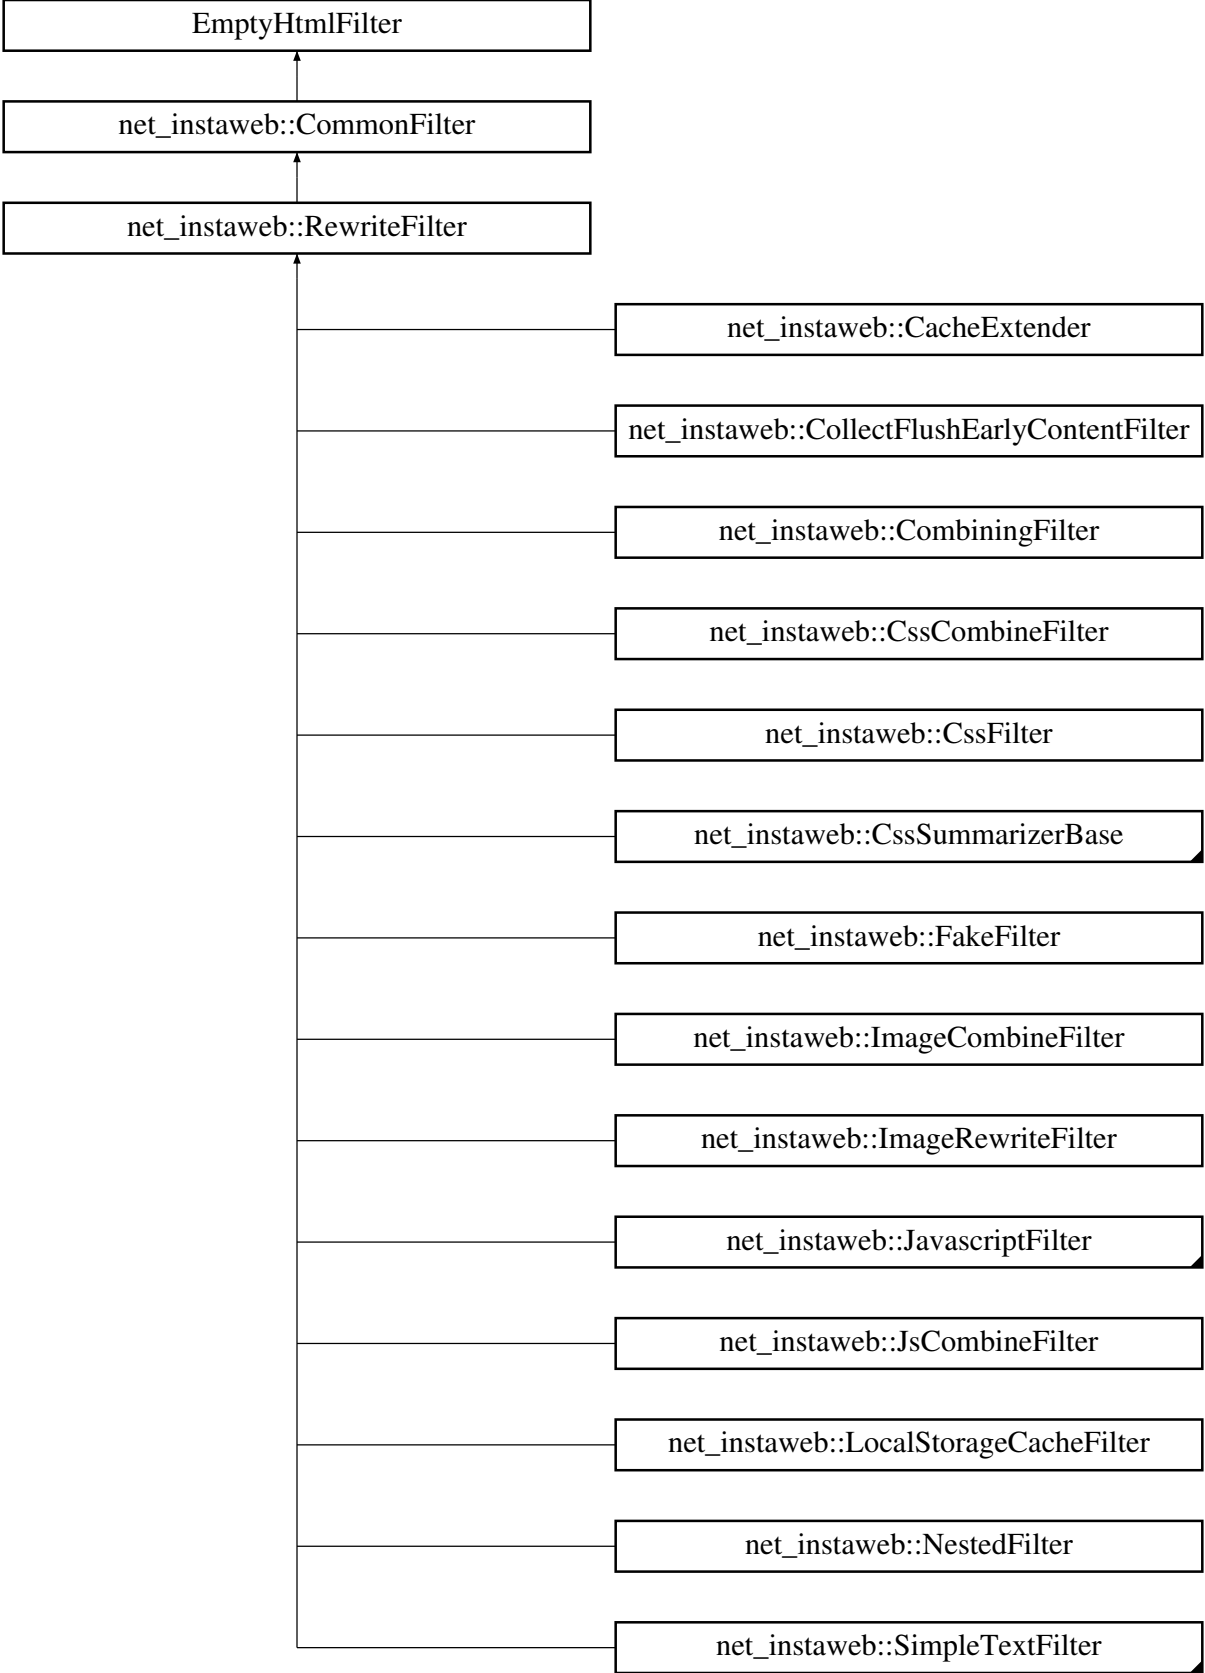 EmptyHtmlFilter
net_instaweb::CommonFilter
net_instaweb::RewriteFilter
net_instaweb::CacheExtender
net_instaweb::CollectFlushEarlyContentFilter
net_instaweb::CombiningFilter
net_instaweb::CssCombineFilter
net_instaweb::CssFilter
net_instaweb::CssSummarizerBase
net_instaweb::FakeFilter
net_instaweb::ImageCombineFilter
net_instaweb::ImageRewriteFilter
net_instaweb::JavascriptFilter
net_instaweb::JsCombineFilter
net_instaweb::LocalStorageCacheFilter
net_instaweb::NestedFilter
net_instaweb::SimpleTextFilter